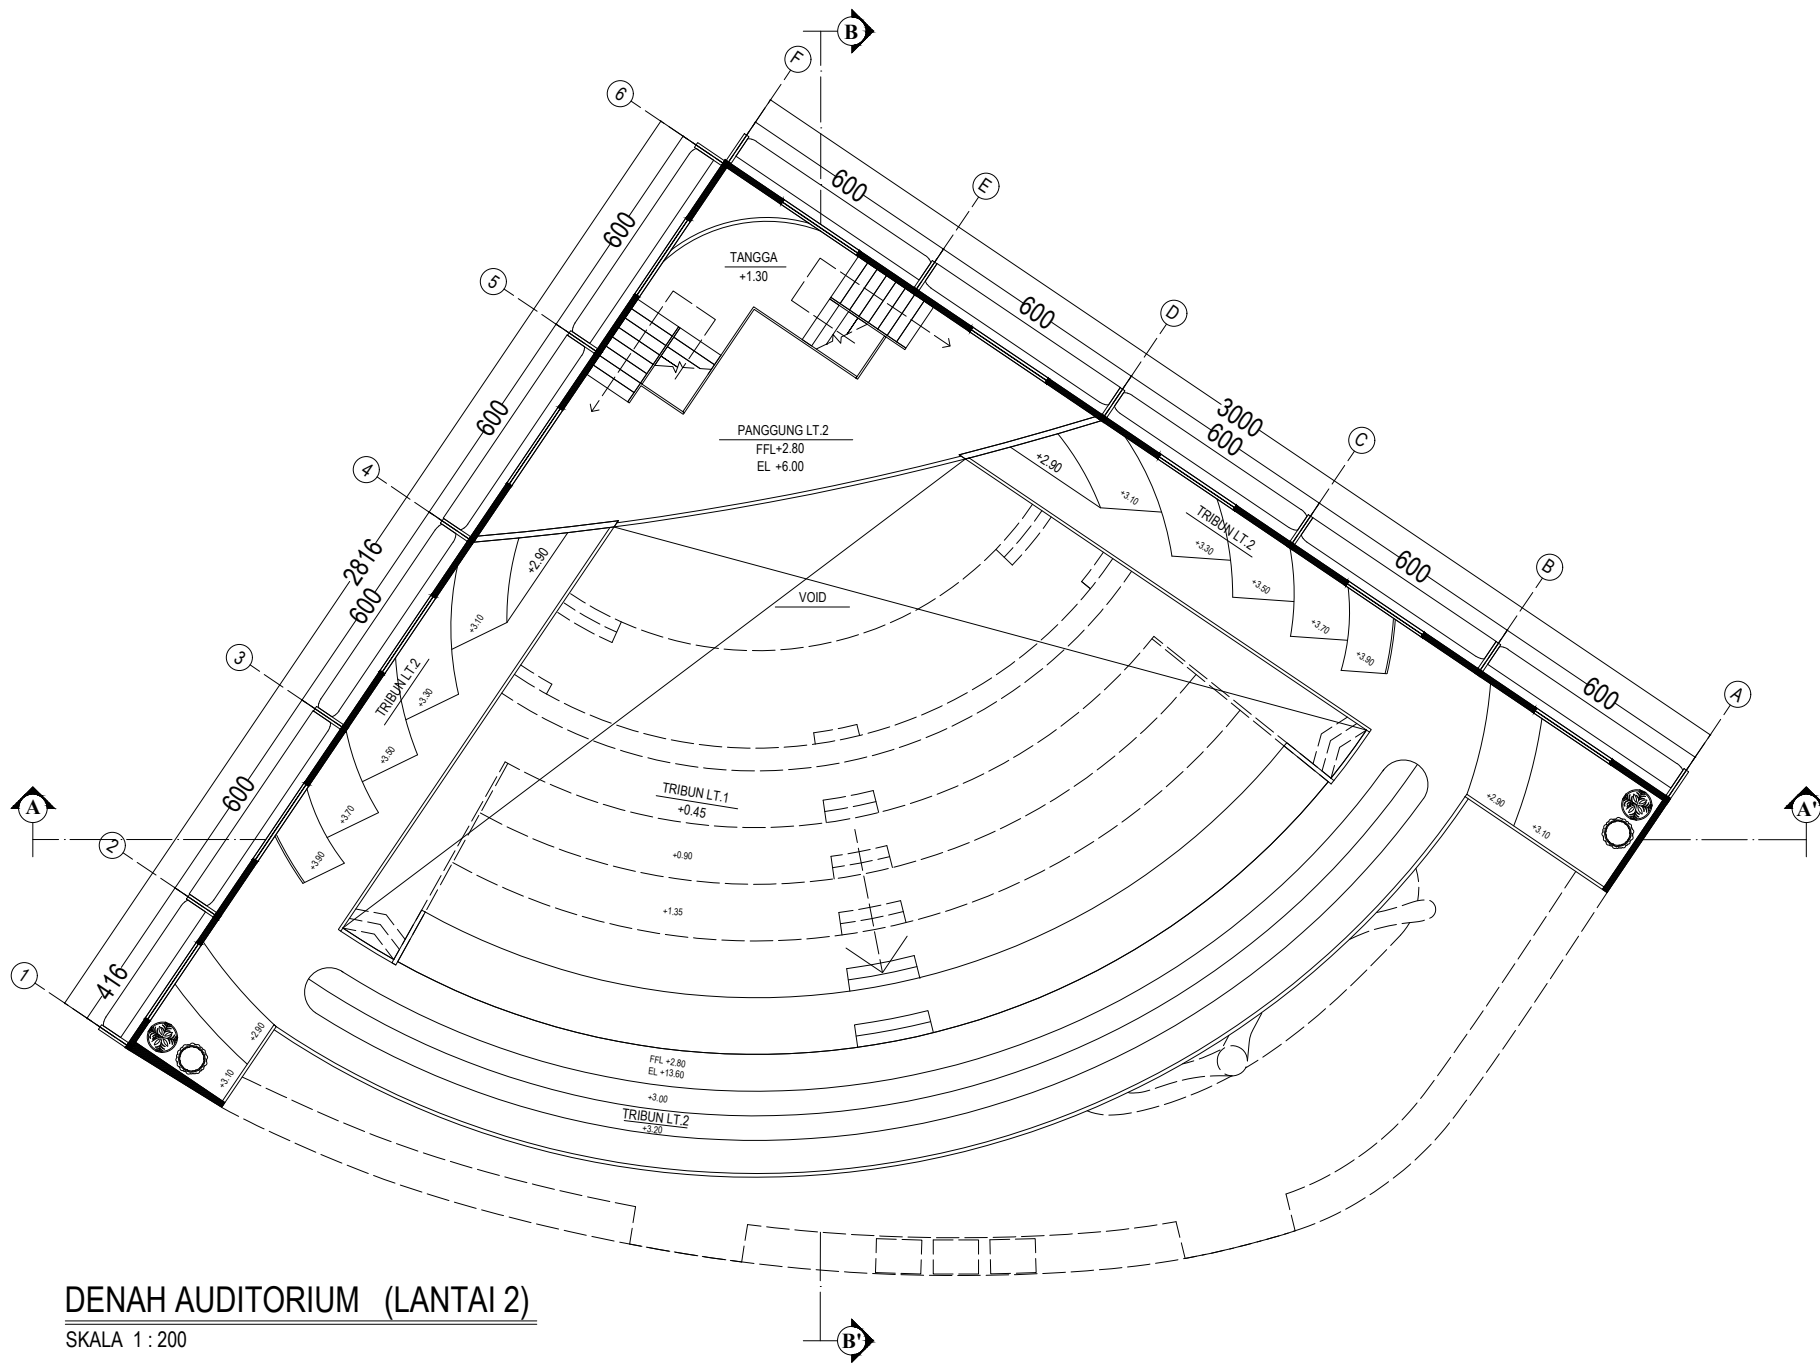 B
F
6
600
E
600
TANGGA
+1.30
5
600
D
3000
600
C
PANGGUNG LT.2
FFL+2.80
EL +6.00
600
4
+2.90
+3.10
TRIBUN LT.2
+3.30
+3.50
+3.70
+3.90
600
B
600
A
2816
600
+2.90
+3.10
TRIBUN LT.2
+3.30
+3.50
+3.70
+3.90
VOID
3
600
TRIBUN LT.1
+0.45
+0.90
+1.35
A
A'
2
+2.90
+3.10
1
416
+2.90
+3.10
FFL +2.80
EL +13.60
+3.00
TRIBUN LT.2
+3.20
DENAH AUDITORIUM (LANTAI 2)
SKALA 1 : 200
B'